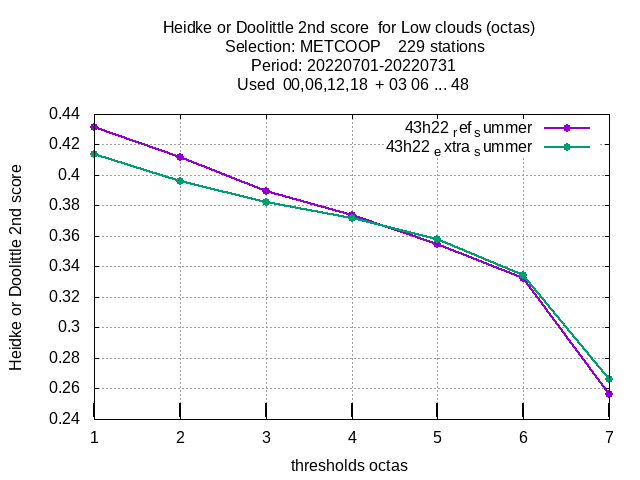 Heidke or Doolittle 2nd score for Low clouds (octas)
Selection: METCOOP 229 stations
Period: 20220701-20220731
Used 00,06,12,18 + 03 06 ... 48
43h22 ref summer
43h22 extra summer
Heidke or Doolittle 2nd score
0.44
0.42
0.4
0.38
0.36
0.34
0.32
0.3
0.28
0.26
0.24
1 2 3 4 5 6 7
thresholds octas